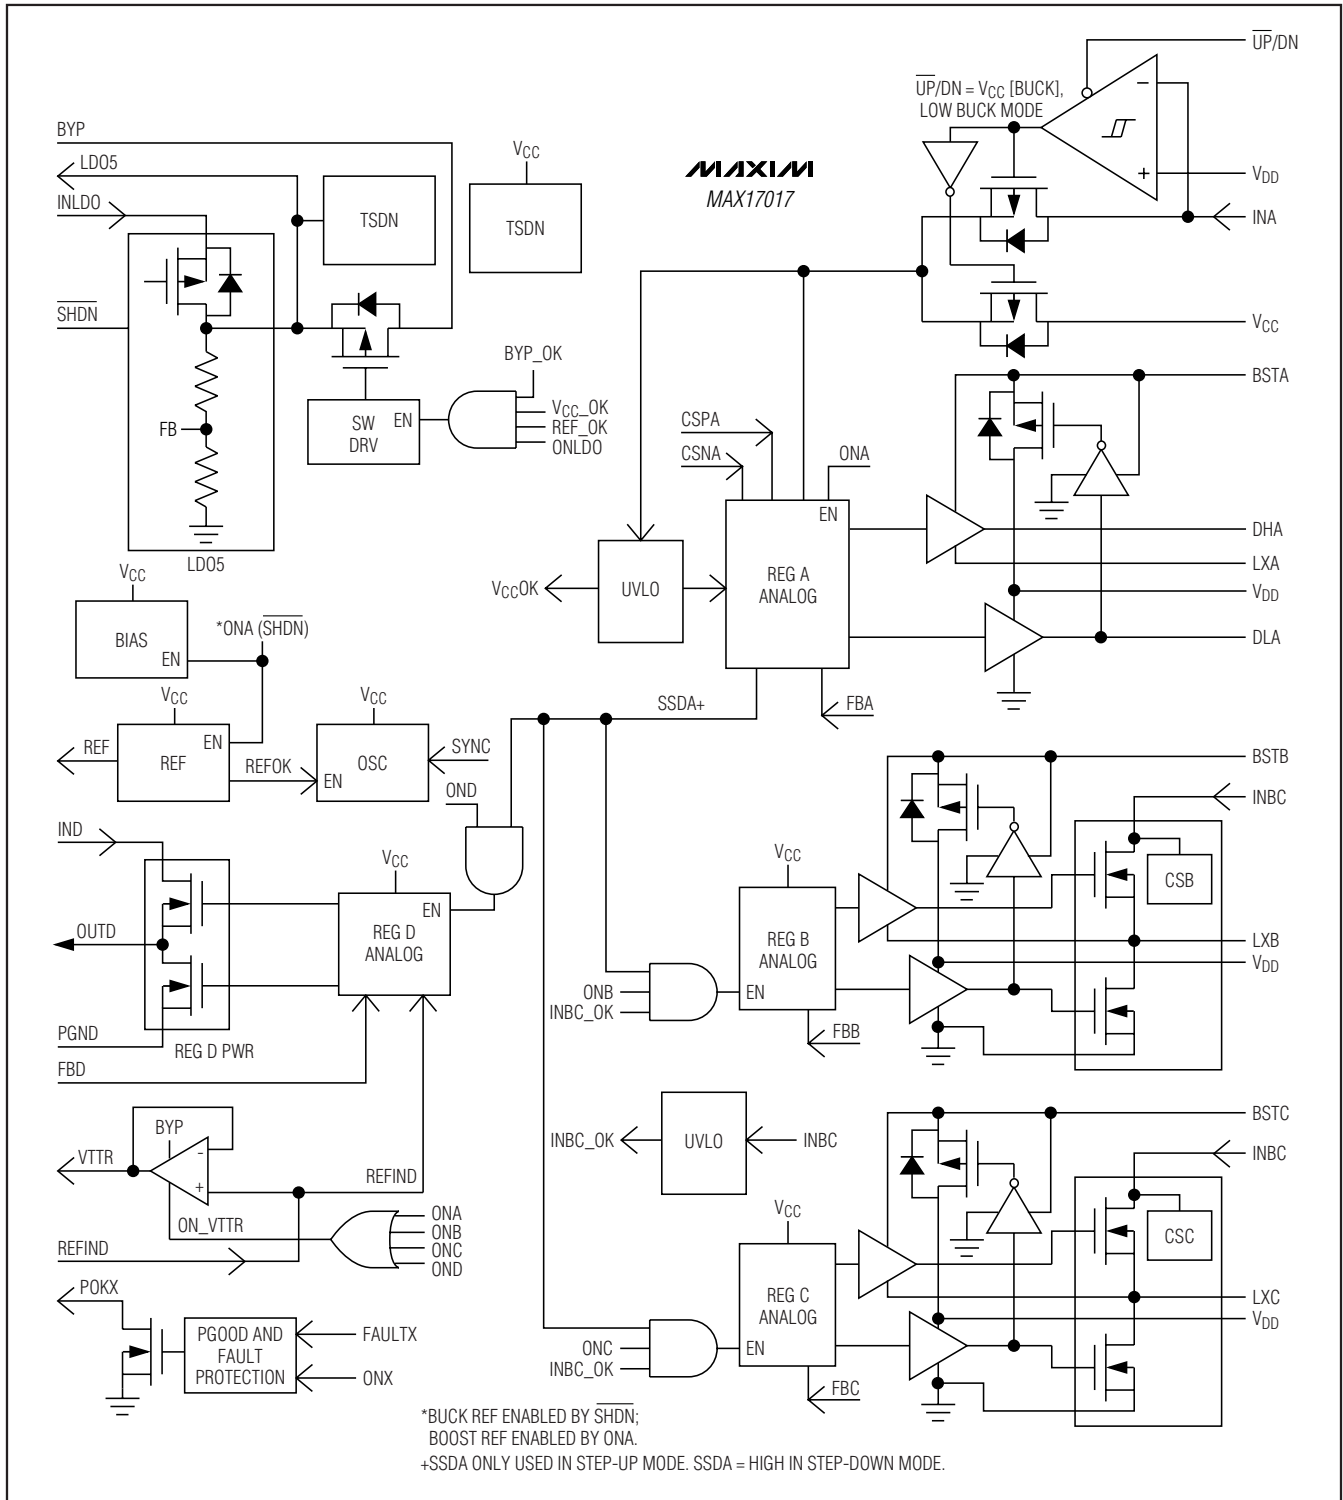 U̅P̅/DN
U̅P̅/DN = VCC [BUCK],
LOW BUCK MODE
BYP
LDO5
INLDO
TSDN
VCC
TSDN
MAXIM
MAX17017
−
+
VDD
INA
S̅H̅D̅N̅
VCC
BYP_OK
BSTA
SW
DRV
EN
VCC_OK
REF_OK
ONLDO
FB
CSPA
CSNA
ONA
EN
DHA
LDO5
LXA
VCCOK
UVLO
REG A
ANALOG
VDD
VCC
BIAS
EN
*ONA (S̅H̅D̅N̅)
DLA
VCC
VCC
SSDA+
FBA
REF
REF
EN
REFOK
OSC
EN
SYNC
BSTB
OND
INBC
IND
VCC
VCC
CSB
EN
OUTD
REG D
ANALOG
REG B
ANALOG
LXB
VDD
ONB
INBC_OK
EN
PGND
REG D PWR
FBB
FBD
BSTC
BYP
INBC_OK
UVLO
INBC
INBC
VTTR
-
+
REFIND
VCC
ON_VTTR
ONA
ONB
ONC
OND
CSC
REFIND
POKX
REG C
ANALOG
LXC
VDD
PGOOD AND
FAULT
PROTECTION
FAULTX
ONX
ONC
INBC_OK
EN
FBC
*BUCK REF ENABLED BY S̅H̅D̅N̅;
BOOST REF ENABLED BY ONA.
+SSDA ONLY USED IN STEP-UP MODE. SSDA = HIGH IN STEP-DOWN MODE.